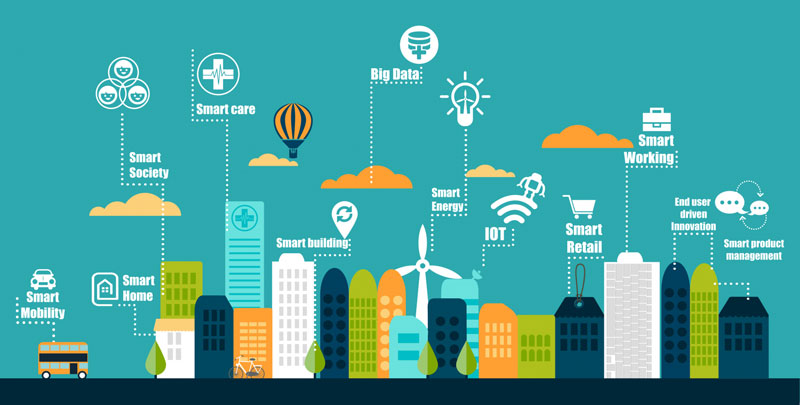 Big Data
Smart care
Smart
Society
Smart
Working
Smart
Energy
End user
driven
Innovation
IOT
Smart
Retail
Smart building
Smart product
management
Smart
Home
Smart
Mobility